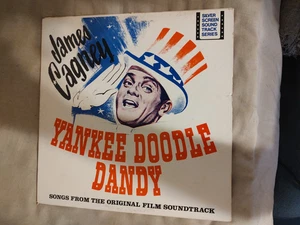 James
Cagney
SILVER
SCREEN
SOUND
TRACK
SERIES
YANKEE DOODLE
DANDY
SONGS FROM THE ORIGINAL FILM SOUNDTRACK